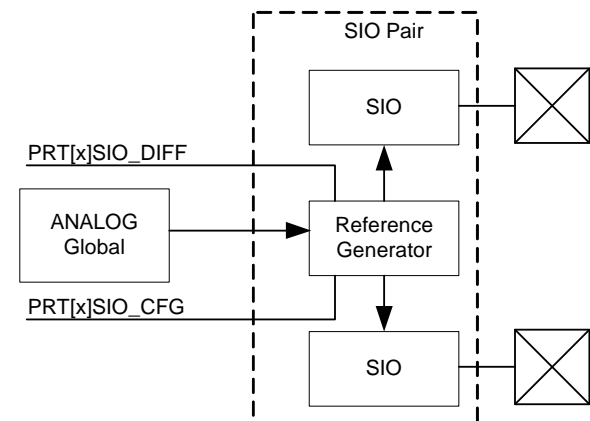 SIO Pair
SIO
PRT[x]SIO_DIFF
ANALOG
Global
Reference
Generator
PRT[x]SIO_CFG
SIO